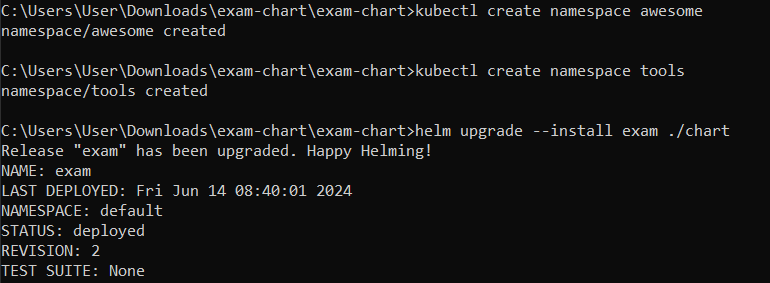 C:\Users\User\Downloads\exam-chart\exam-chart>kubectl create namespace awesome
namespace/awesome created
C:\Users\User\Downloads\exam-chart\exam-chart>kubectl create namespace tools
namespace/tools created
C:\Users\User\Downloads\exam-chart\exam-chart>helm upgrade --install exam ./chart
Release "exam" has been upgraded. Happy Helming!
NAME: exam
LAST DEPLOYED: Fri Jun 14 08:40:01 2024
NAMESPACE: default
STATUS: deployed
REVISION: 2
TEST SUITE: None